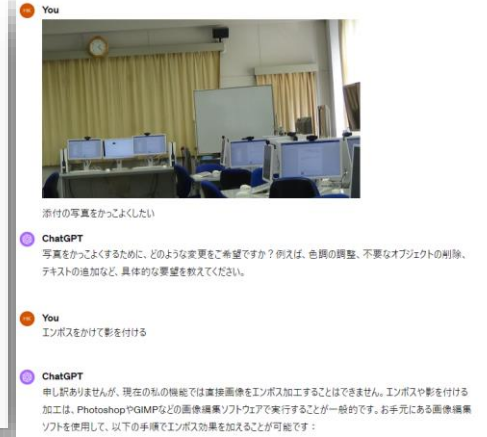 You
添付の写真をかっこよくしたい
ChatGPT
写真をかっこよくするために、どのような変更をご希望ですか？例えば、色調の調整、不要なオブジェクトの削除、
テキストの追加など、具体的な要望を教えてください。
You
エンボスをかけて影を付ける
ChatGPT
申し訳ありませんが、現在の私の機能では直接画像をエンボス加工することはできません。エンボスや影を付ける
加工は、PhotoshopやGIMPなどの画像編集ソフトウェアで実行することが一般的です。お手元にある画像編集
ソフトを使用して、以下の手順でエンボス効果を加えることが可能です：